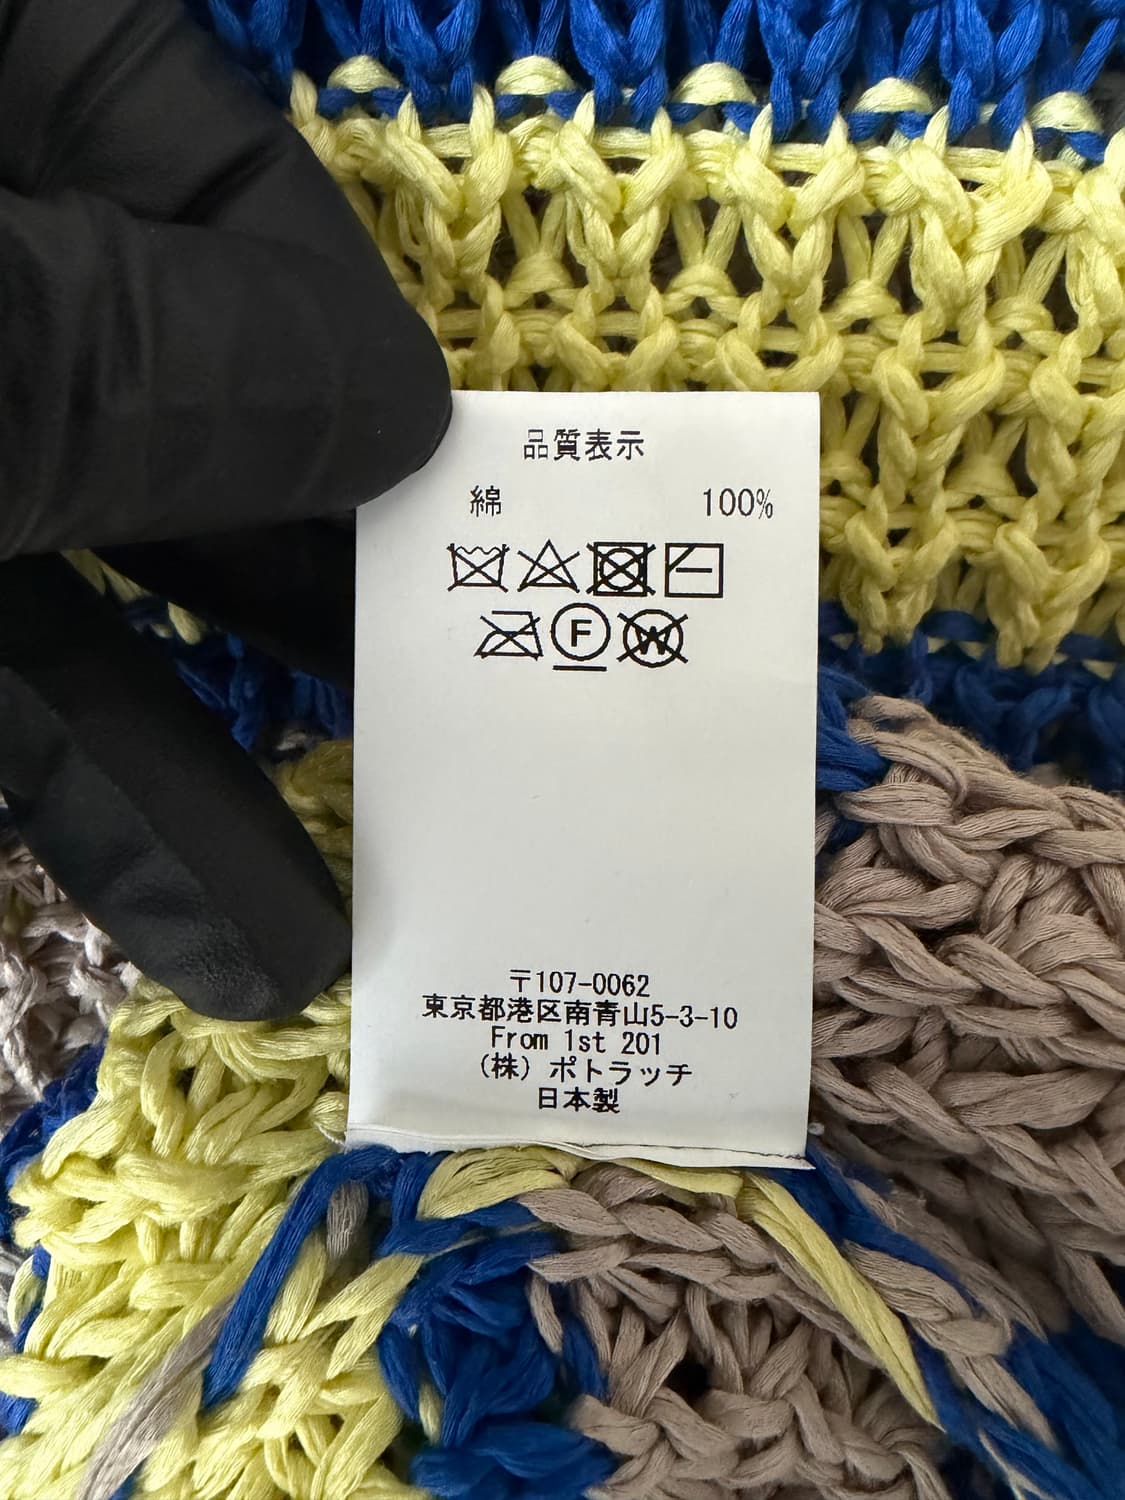 品質表示
綿 100%
F W
〒107-0062
東京都港区南青山5-3-10
From 1st 201
(株) ポトラッチ
日本製